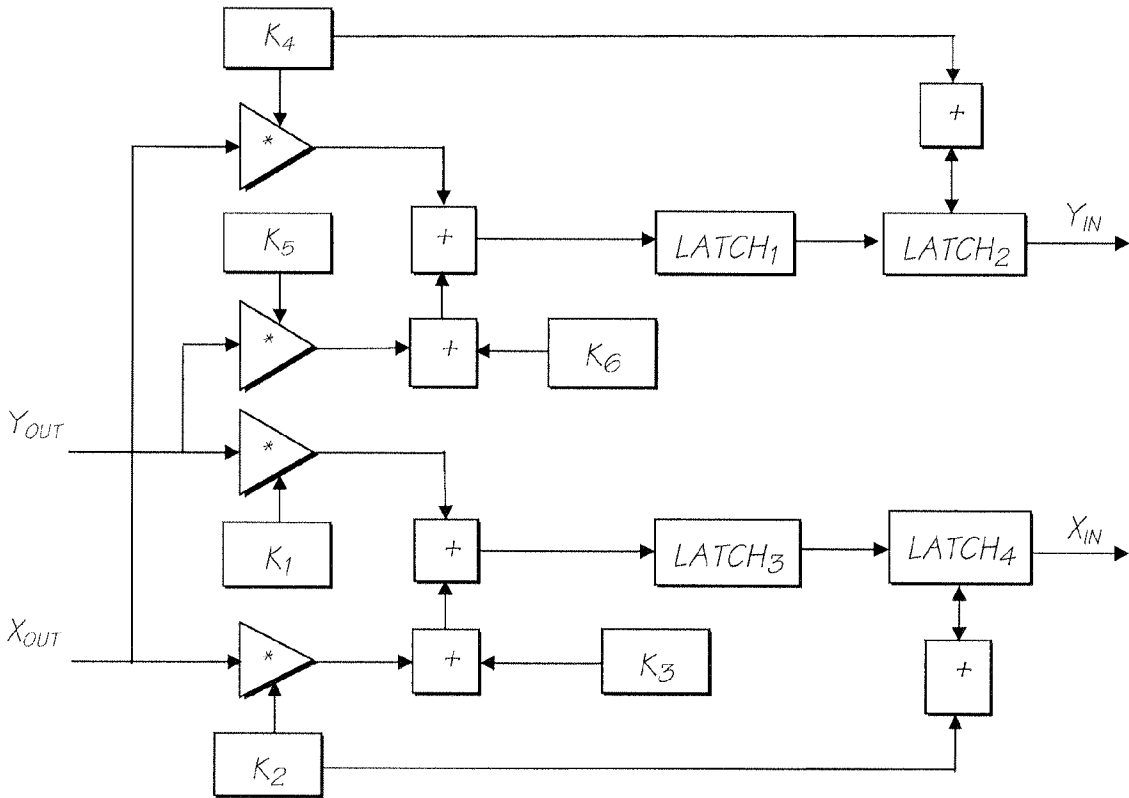 K4
+
*
K5
+
LATCH1
LATCH2
YIN
*
+
K6
YOUT
*
K1
+
LATCH3
LATCH4
XIN
XOUT
*
+
K3
+
K2